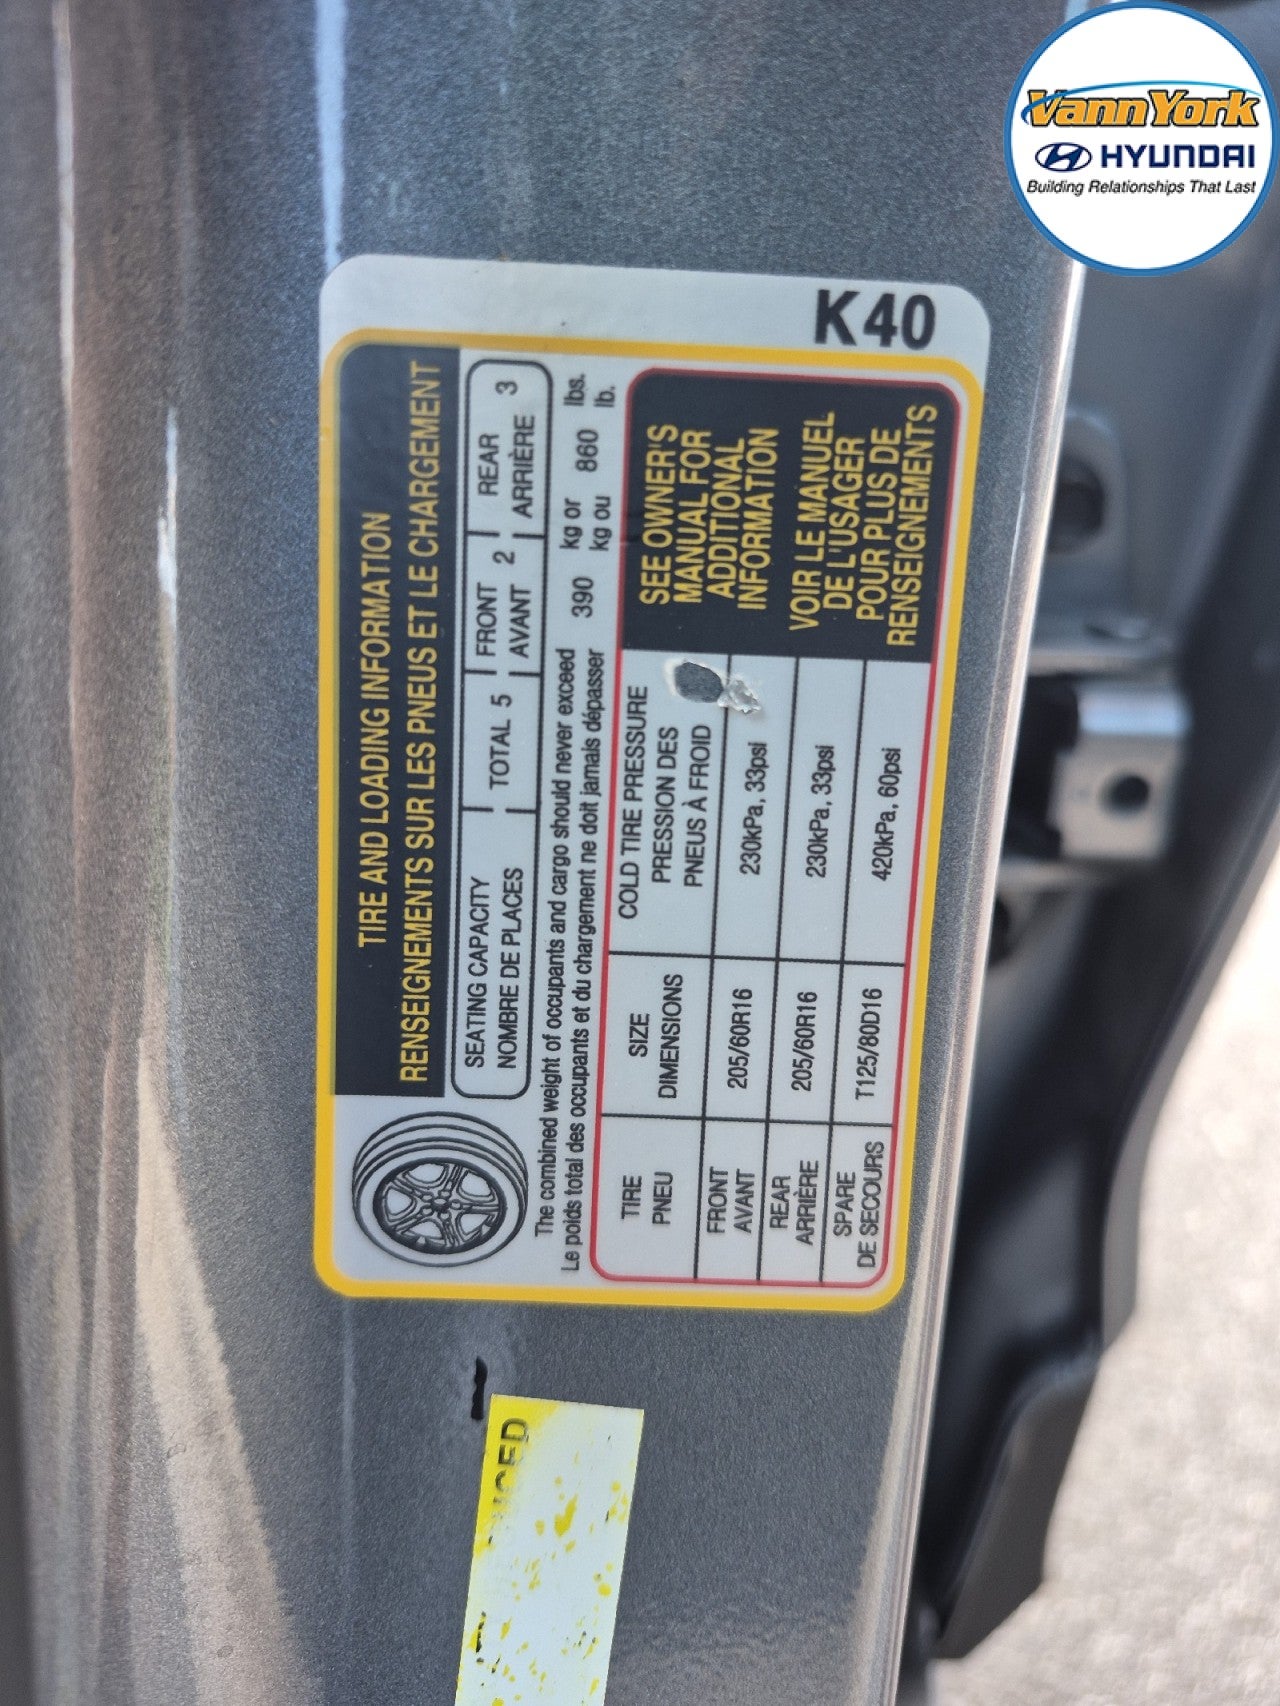 VannYork
HYUNDAI
Building Relationships That Last
K40
TIRE AND LOADING INFORMATION
RENSEIGNEMENTS SUR LES PNEUS ET LE CHARGEMENT
SEATING CAPACITY
NOMBRE DE PLACES
TOTAL 5
FRONT
AVANT 2
REAR
ARRIÈRE 3
The combined weight of occupants and cargo should never exceed 390 kg or 860 lbs.
Le poids total des occupants et du chargement ne doit jamais dépasser 390 kg ou 860 lb.
TIRE
PNEU
SIZE
DIMENSIONS
COLD TIRE PRESSURE
PRESSION DES
PNEUS À FROID
SEE OWNER'S
MANUAL FOR
ADDITIONAL
INFORMATION
VOIR LE MANUEL
DE L'USAGER
POUR PLUS DE
RENSEIGNEMENTS
FRONT
AVANT
205/60R16
230kPa, 33psi
REAR
ARRIÈRE
205/60R16
230kPa, 33psi
SPARE
DE SECOURS
T125/80D16
420kPa, 60psi